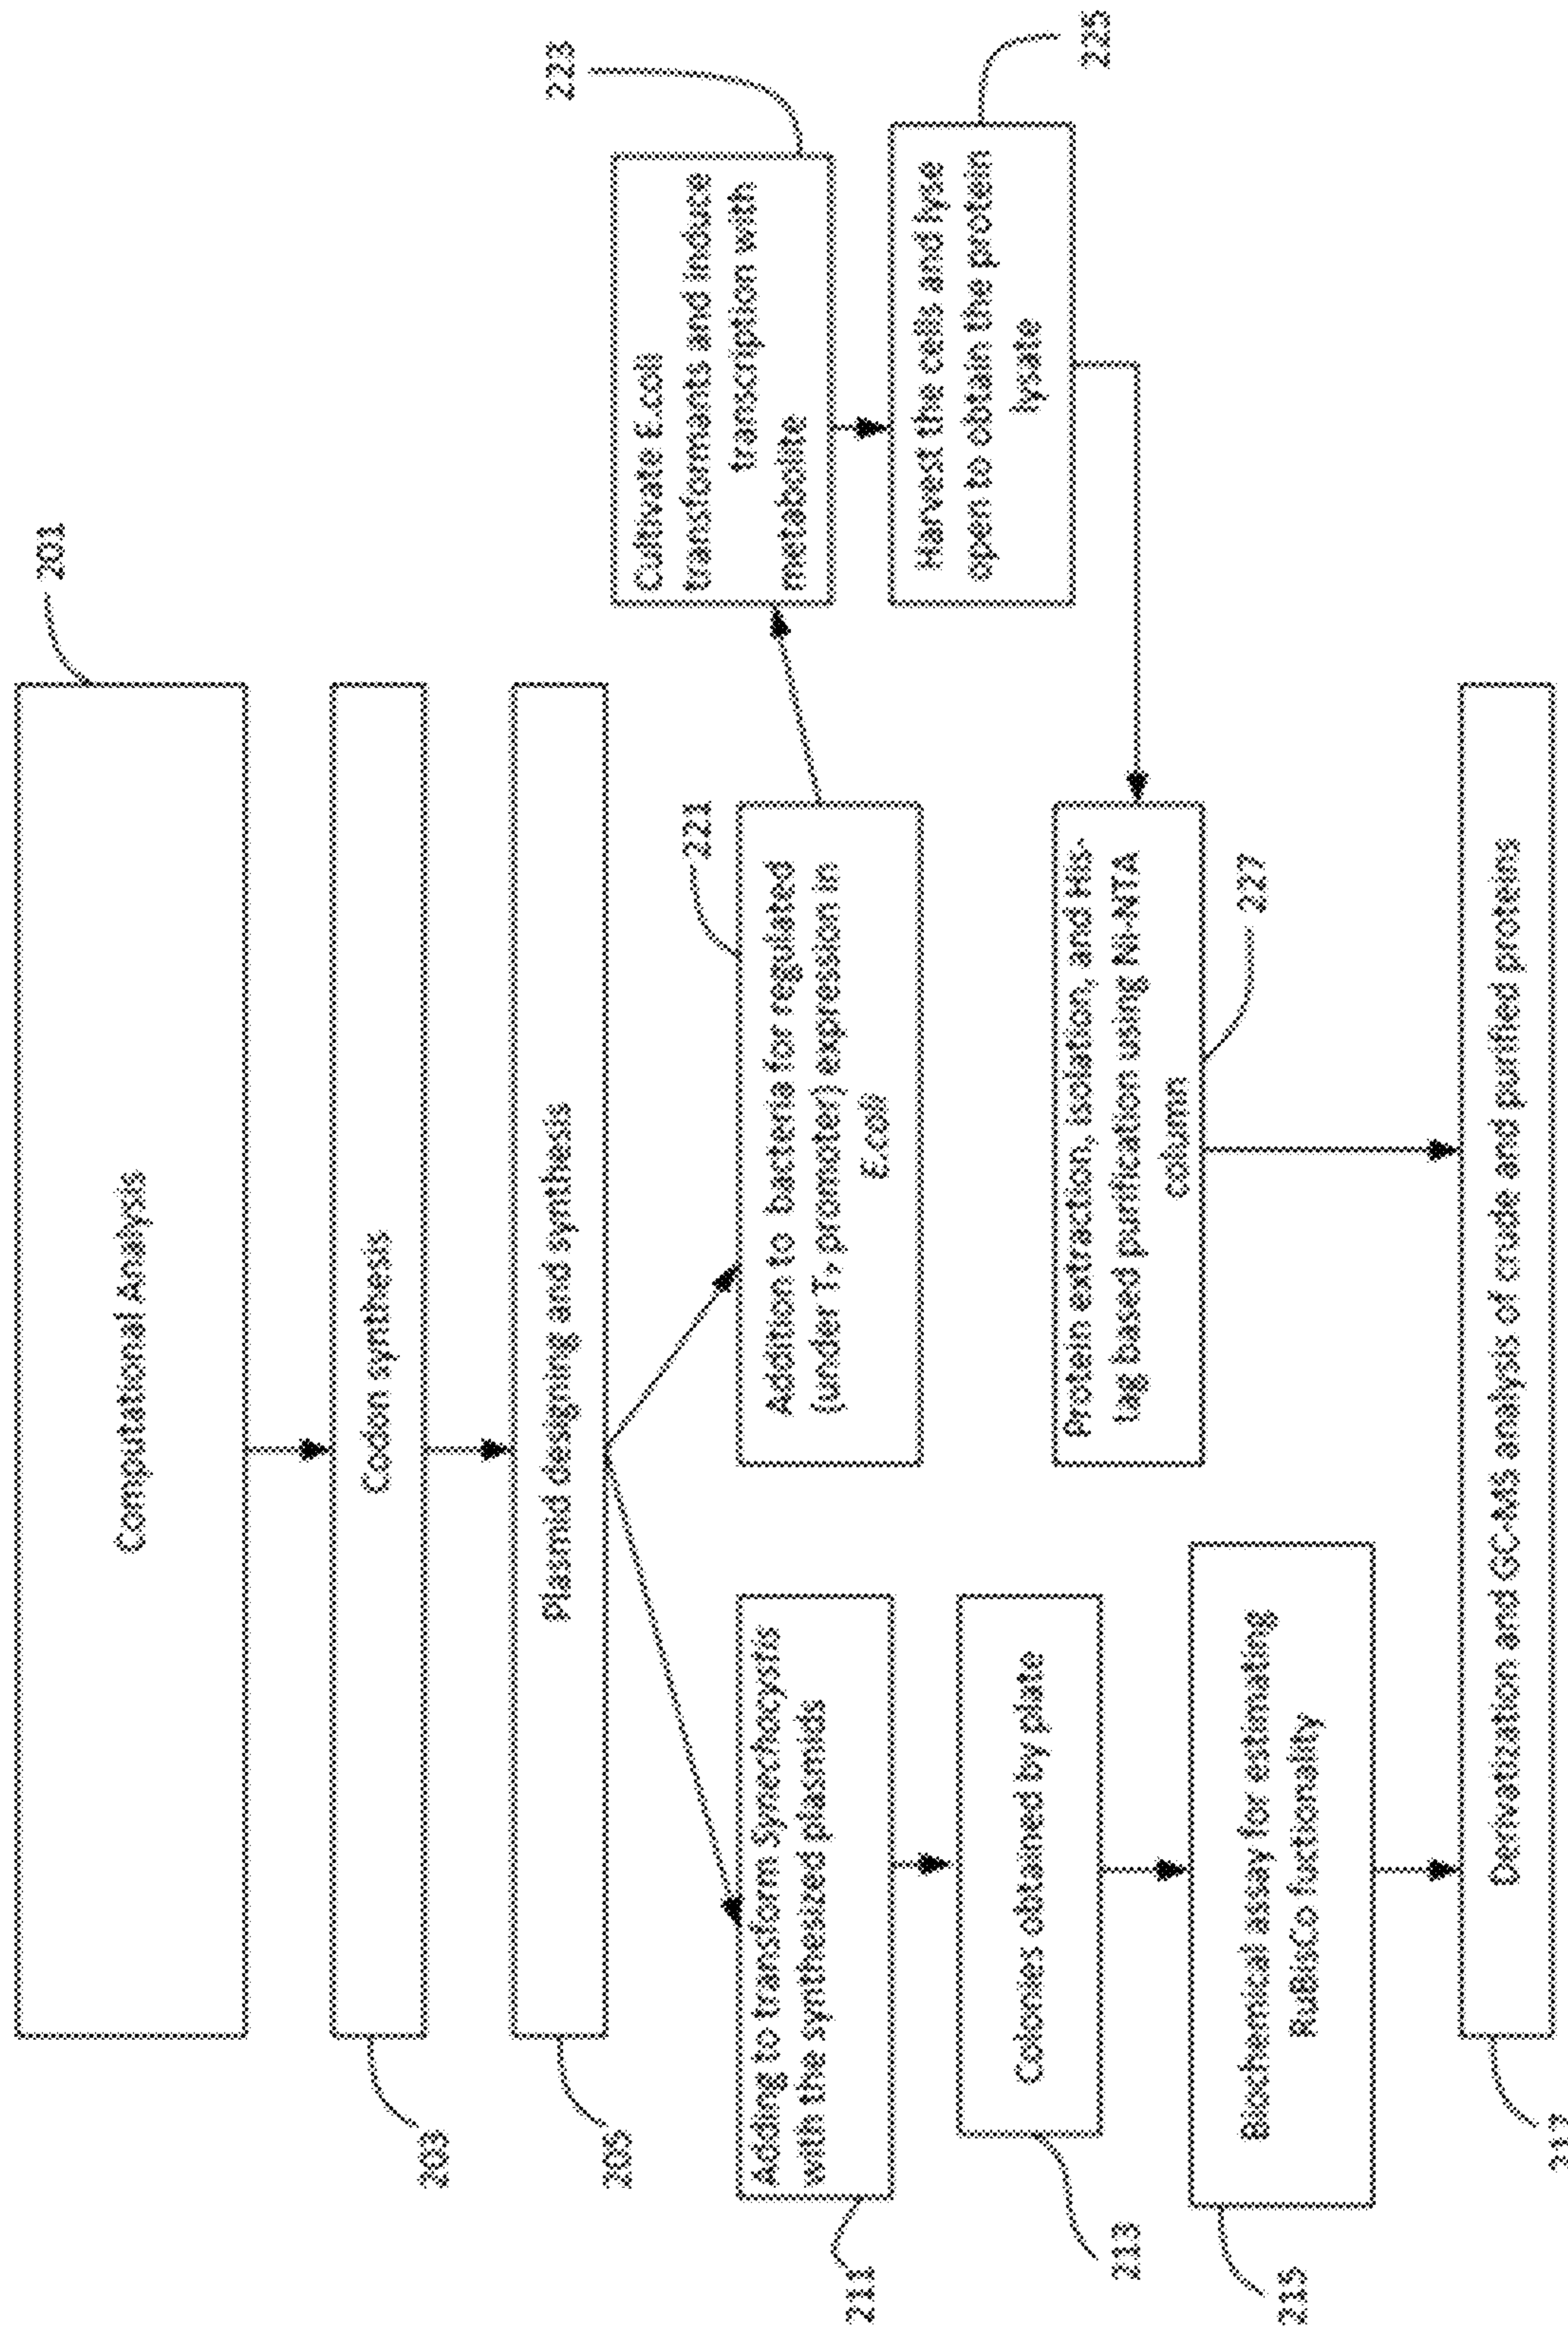 Computational Analysis
201
Codon synthesis
203
Plasmid designing and synthesis
205
Adding to transform Synechocystis
with the synthesized plasmids
211
Colonies obtained by plate
213
Biochemical assay for estimating
RuBisCo fuctionality
215
Addition to bacteria for regulated
(under T7 promoter) expression in
E.coli
221
Cultivate E.coli
transformants and induce
transcription with
metabolite
223
Harvest the cells and lyse
open to obtain the protein
lysate
225
Protein extraction, isolation, and His-
tag based purification using Ni-NTA
column
227
Derivatization and GC-MS analysis of crude and purified proteins